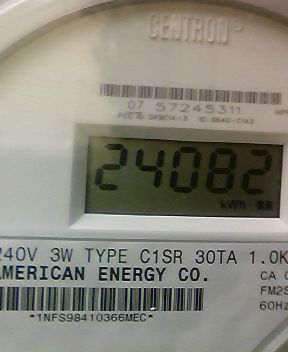 CENTRON®
07 57245311
24082
kWh
240V 3W TYPE C1SR 30TA 1.0K
AMERICAN ENERGY CO. CA
FM2S
60Hz
*1NFS98410366MEC*